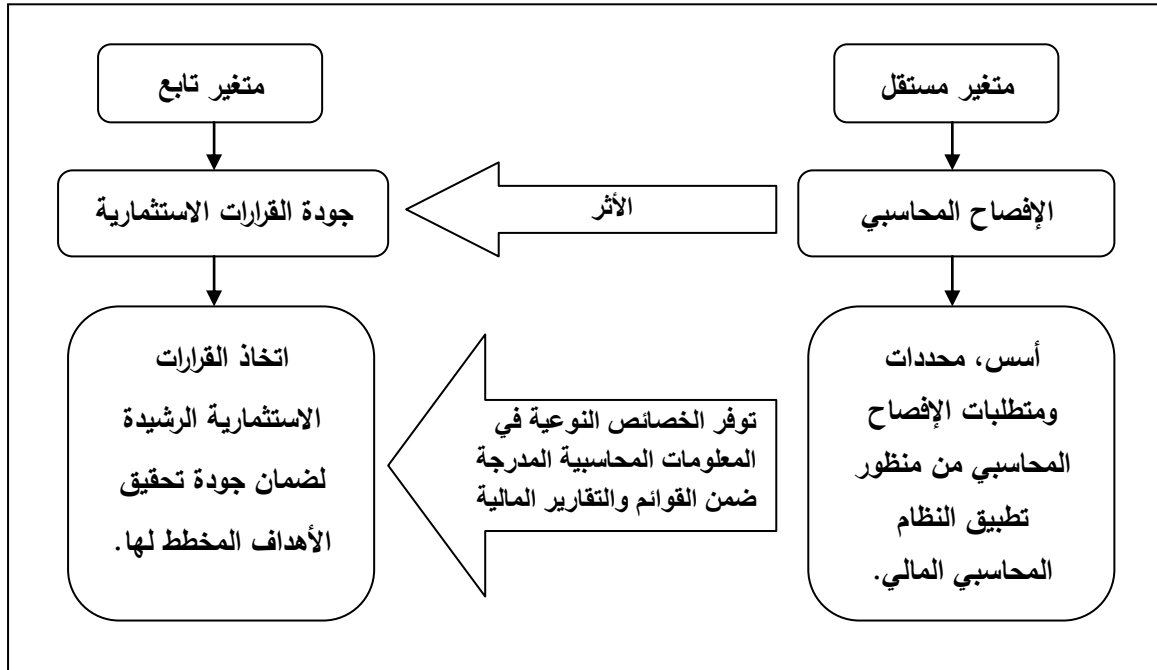 متغير مستقل
متغير تابع
الإفصاح المحاسبي
الأثر
جودة القرارات الاستثمارية
أسس، محددات
ومتطلبات الإفصاح
المحاسبي من منظور
تطبيق النظام
المحاسبي المالي.
توفر الخصائص النوعية في
المعلومات المحاسبية المدرجة
ضمن القوائم والتقارير المالية
اتخاذ القرارات
الاستثمارية الرشيدة
لضمان جودة تحقيق
الأهداف المخطط لها.